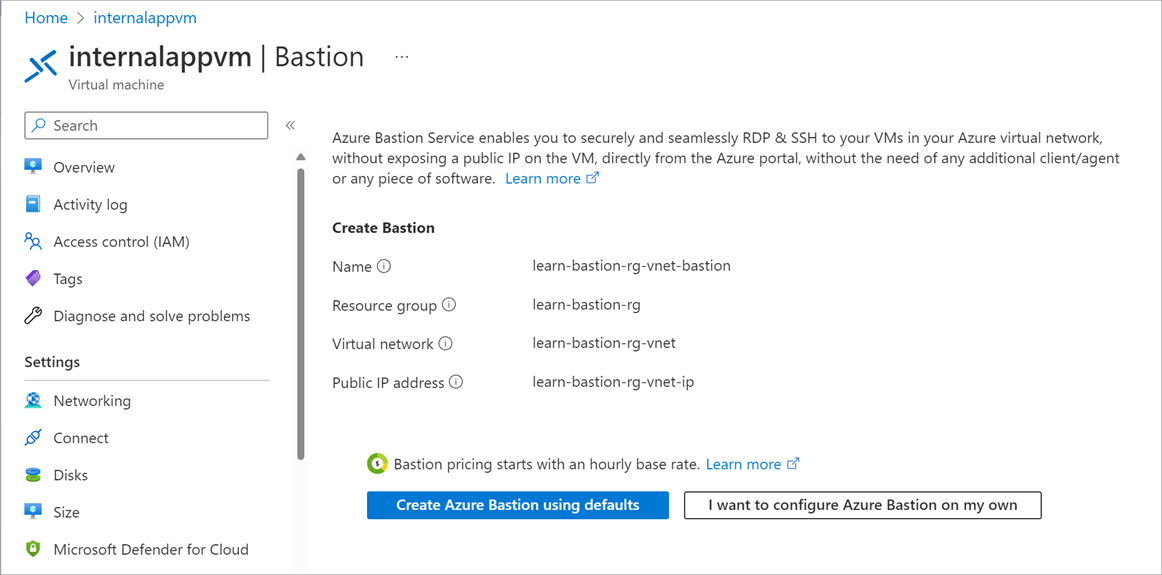 Home > internalappvm
internalappvm | Bastion ...
Virtual machine
Search
«
Overview
Activity log
Access control (IAM)
Tags
Diagnose and solve problems
Settings
Networking
Connect
Disks
Size
Microsoft Defender for Cloud
Azure Bastion Service enables you to securely and seamlessly RDP & SSH to your VMs in your Azure virtual network,
without exposing a public IP on the VM, directly from the Azure portal, without the need of any additional client/agent
or any piece of software. Learn more
Create Bastion
Name learn-bastion-rg-vnet-bastion
Resource group learn-bastion-rg
Virtual network learn-bastion-rg-vnet
Public IP address learn-bastion-rg-vnet-ip
Bastion pricing starts with an hourly base rate. Learn more
Create Azure Bastion using defaults
I want to configure Azure Bastion on my own